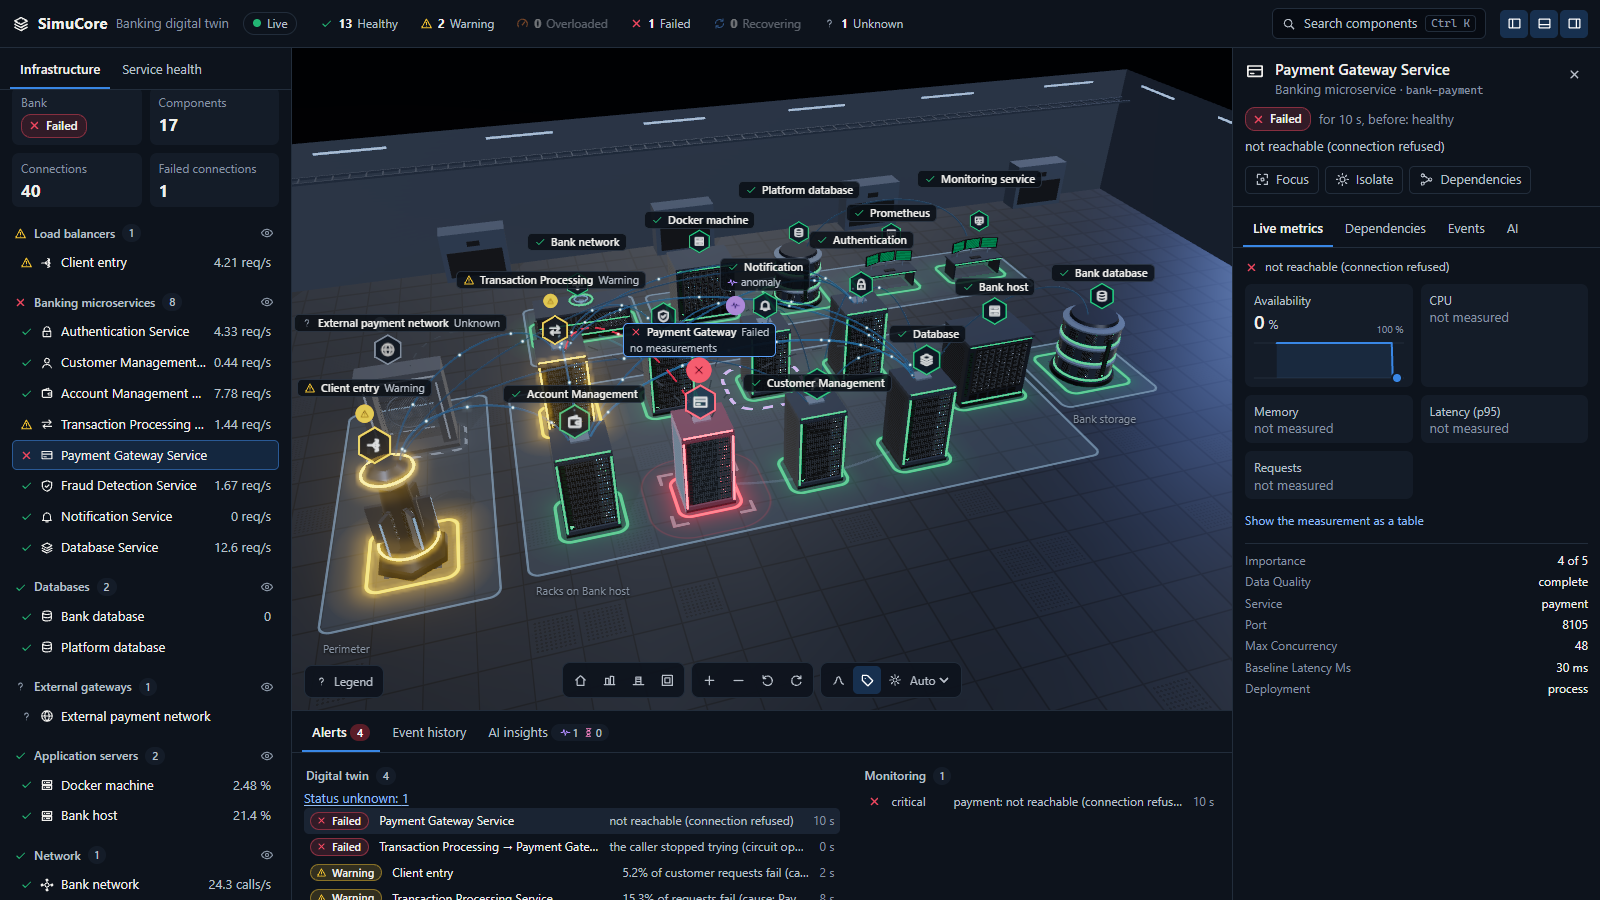 SimuCore Banking digital twin Live 13 Healthy 2 Warning 0 Overloaded 1 Failed 0 Recovering ? 1 Unknown Search components Ctrl K
Infrastructure Service health
Bank
Failed
Components
17
Connections
40
Failed connections
1
Load balancers 1
Client entry 4.21 req/s
Banking microservices 8
Authentication Service 4.33 req/s
Customer Management... 0.44 req/s
Account Management ... 7.78 req/s
Transaction Processing ... 1.44 req/s
Payment Gateway Service
Fraud Detection Service 1.67 req/s
Notification Service 0 req/s
Database Service 12.6 req/s
Databases 2
Bank database 0
Platform database
? External gateways 1
? External payment network
Application servers 2
Docker machine 2.48 %
Bank host 21.4 %
Network 1
Bank network 24.3 calls/s
Monitoring service
Platform database
Docker machine
Prometheus
Bank network
Authentication
Transaction Processing Warning
Notification
anomaly
Bank database
Bank host
? External payment network Unknown
Payment Gateway Failed
no measurements
Database
Client entry Warning
Account Management
Customer Management
Bank storage
Racks on Bank host
Perimeter
? Legend
Auto
Alerts 4 Event history AI insights 1 0
Digital twin 4
Status unknown: 1
Failed Payment Gateway Service not reachable (connection refused) 10 s
Failed Transaction Processing → Payment Gate... the caller stopped trying (circuit op... 0 s
Warning Client entry 5.2% of customer requests fail (ca... 2 s
Warning Transaction Processing Service 15.3% of requests fail (cause: Pay... 8 s
Monitoring 1
critical payment: not reachable (connection refus... 10 s
Payment Gateway Service
Banking microservice · bank-payment
Failed for 10 s, before: healthy
not reachable (connection refused)
Focus Isolate Dependencies
Live metrics Dependencies Events AI
not reachable (connection refused)
Availability
0 %
100 %
CPU
not measured
Memory
not measured
Latency (p95)
not measured
Requests
not measured
Show the measurement as a table
Importance 4 of 5
Data Quality complete
Service payment
Port 8105
Max Concurrency 48
Baseline Latency Ms 30 ms
Deployment process